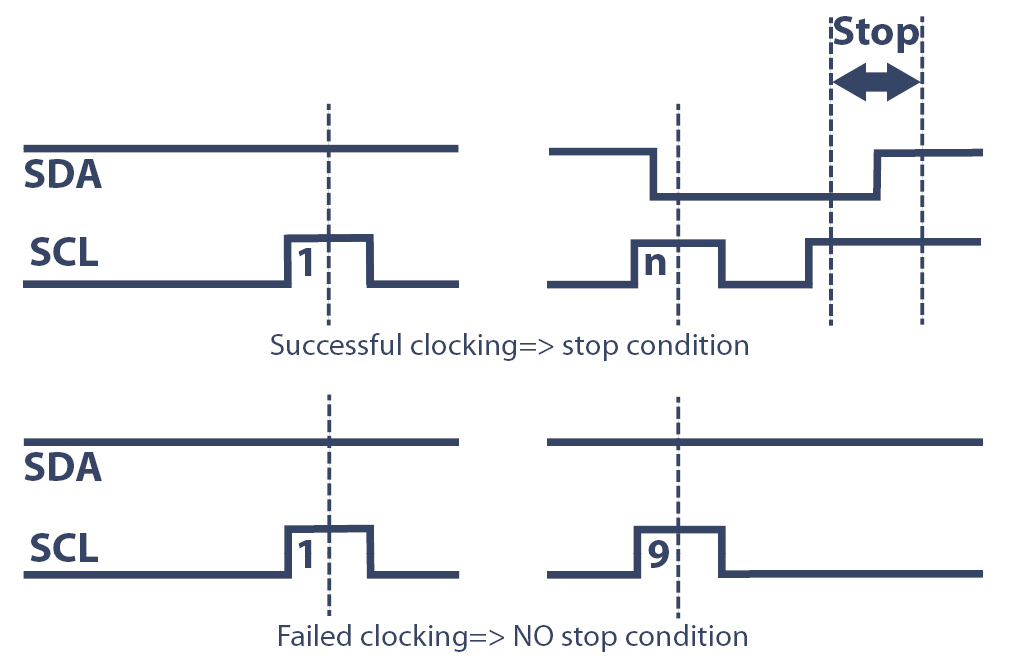 Stop
SDA
SCL
1
n
Successful clocking=> stop condition
SDA
SCL
1
9
Failed clocking=> NO stop condition